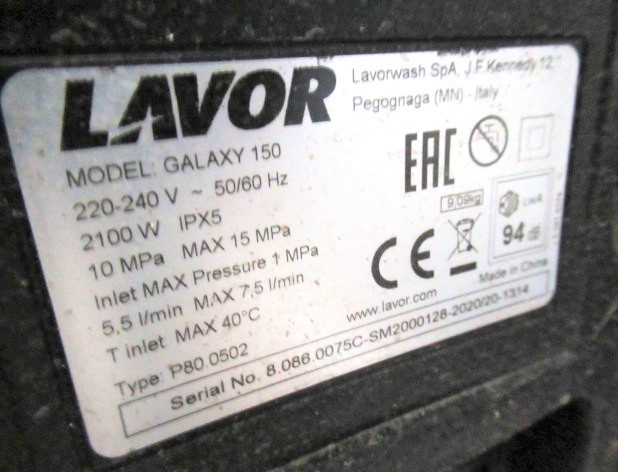 LAVOR
Lavorwash SpA, J.F.Kennedy 12
Pegognaga (MN) - Italy
MODEL: GALAXY 150
220-240 V ~ 50/60 Hz
2100 W IPX5
10 MPa MAX 15 MPa
Inlet MAX Pressure 1 MPa
5,5 l/min MAX 7,5 l/min
T inlet MAX 40°C
Type: P80.0502
EAC
9,09kg
LWA
94 dB
CE
Made in China
www.lavor.com
Serial No. 8.086.0075C-SM2000128-2020/20-1314